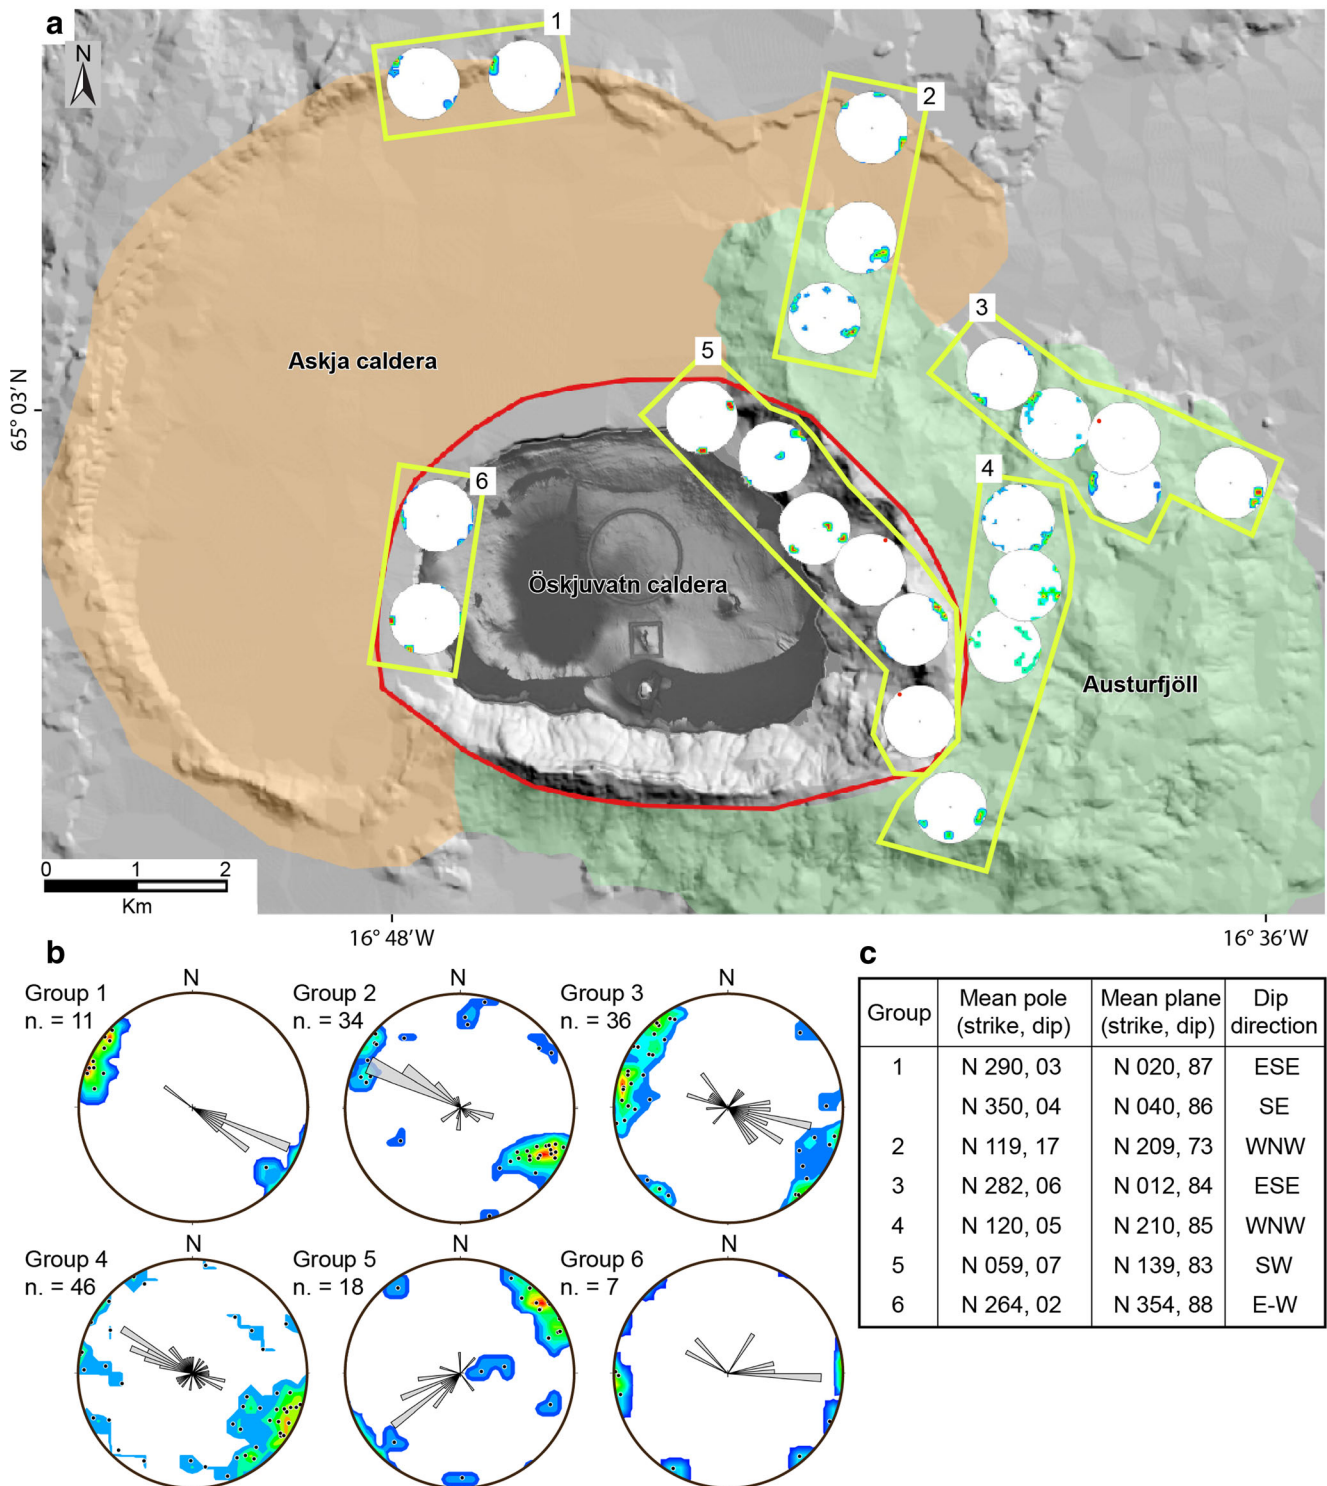 a
N
1
2
3
5
4
6
Askja caldera
Öskjuvatn caldera
Austurfjöll
65° 03′N
0 1 2
Km
16° 48′W
16° 36′W
b
Group 1
n. = 11
N
Group 2
n. = 34
N
Group 3
n. = 36
N
Group 4
n. = 46
N
Group 5
n. = 18
N
Group 6
n. = 7
N
c
Group Mean pole (strike, dip) Mean plane (strike, dip) Dip direction
1 N 290, 03 N 020, 87 ESE
N 350, 04 N 040, 86 SE
2 N 119, 17 N 209, 73 WNW
3 N 282, 06 N 012, 84 ESE
4 N 120, 05 N 210, 85 WNW
5 N 059, 07 N 139, 83 SW
6 N 264, 02 N 354, 88 E-W